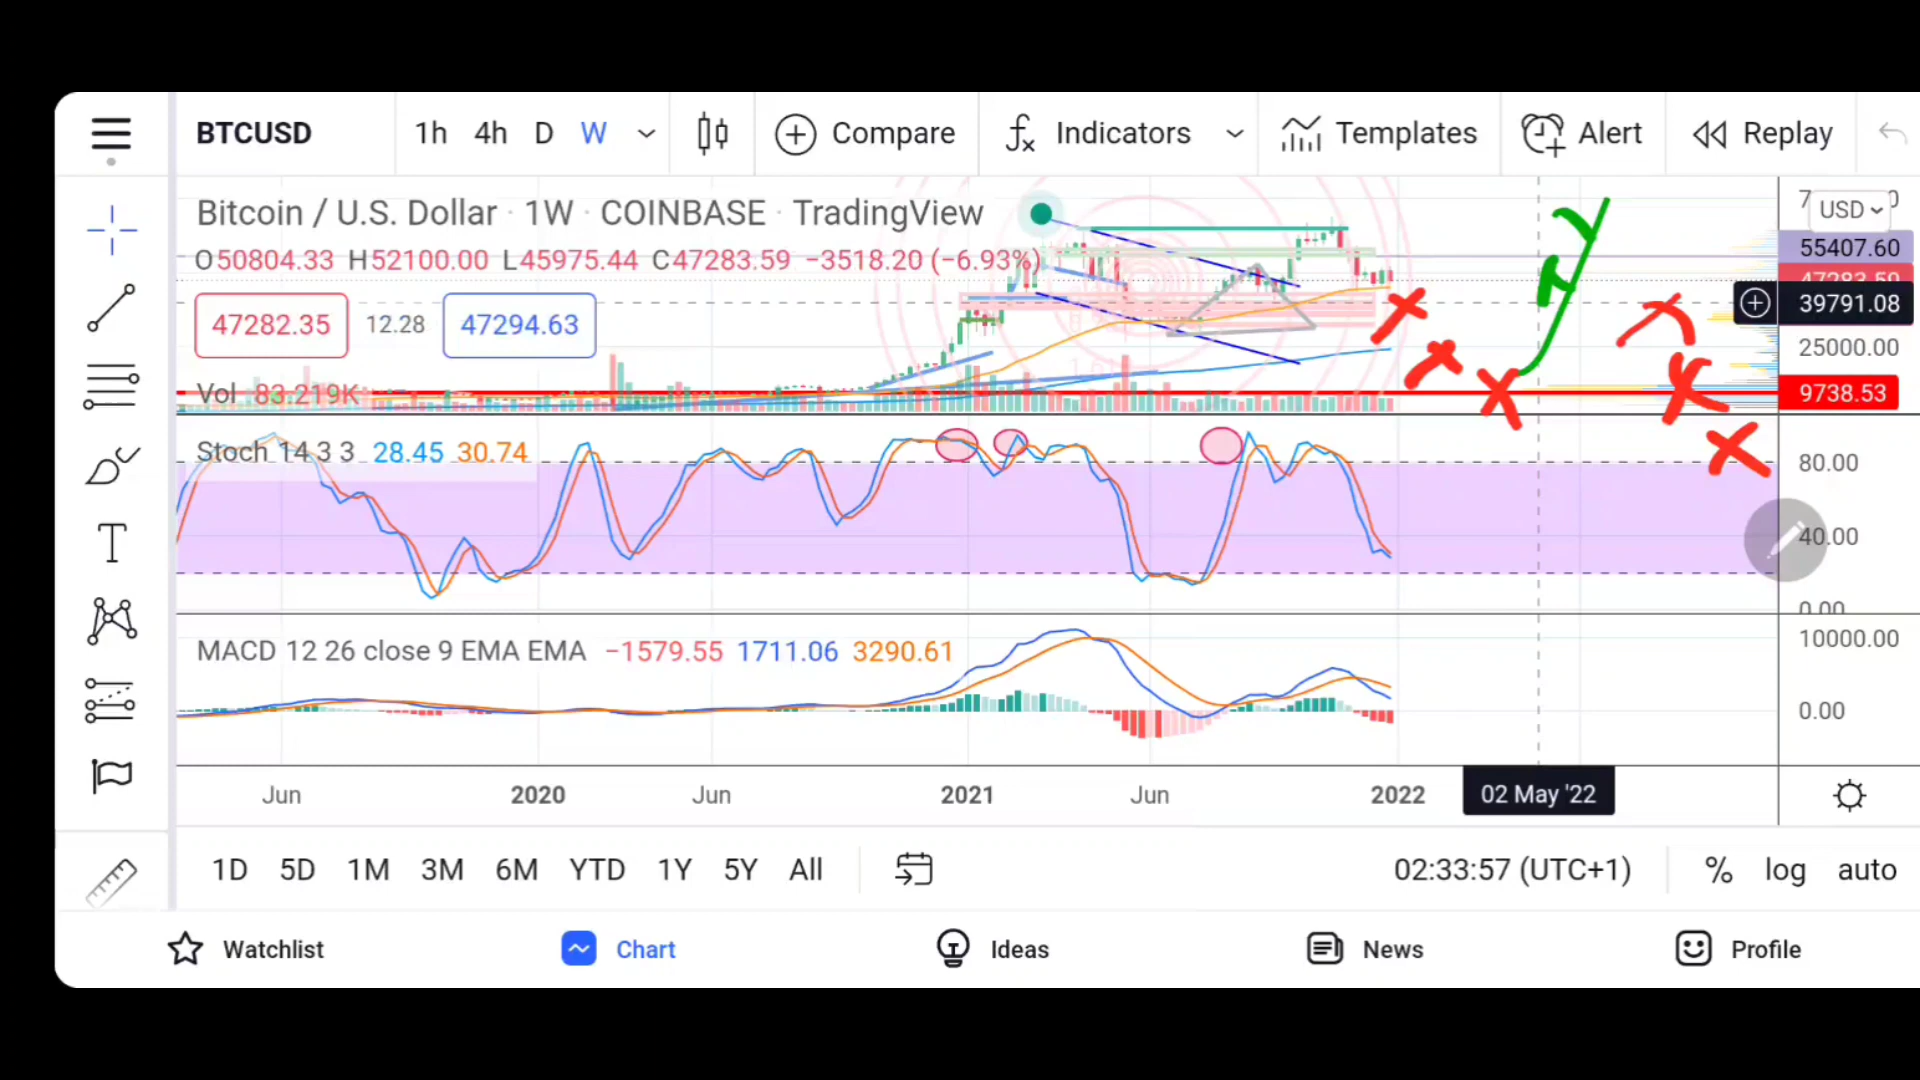 BTCUSD 1h 4h D W Compare Indicators Templates Alert Replay
Bitcoin / U.S. Dollar · 1W · COINBASE · TradingView
USD
O50804.33 H52100.00 L45975.44 C47283.59 −3518.20 (−6.93%)
55407.60
47283.59
47282.35 12.28 47294.63
39791.08
25000.00
Vol 83.219K
9738.53
Stoch 14 3 3 28.45 30.74
80.00
40.00
0.00
MACD 12 26 close 9 EMA EMA −1579.55 1711.06 3290.61
10000.00
0.00
Jun 2020 Jun 2021 Jun 2022 02 May '22
1D 5D 1M 3M 6M YTD 1Y 5Y All 02:33:57 (UTC+1) % log auto
Watchlist Chart Ideas News Profile